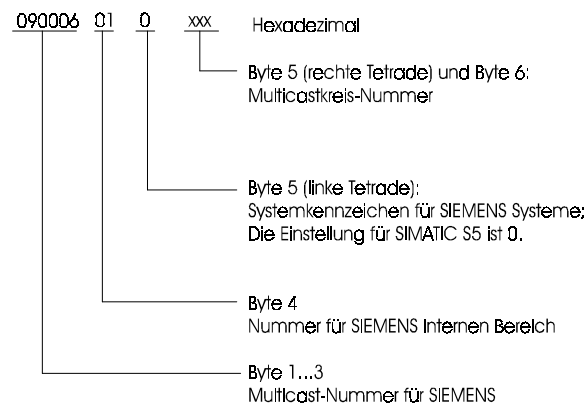 090006 01 0 xxx Hexadezimal
Byte 5 (rechte Tetrade) und Byte 6:
Multicastkreis-Nummer
Byte 5 (linke Tetrade):
Systemkennzeichen für SIEMENS Systeme;
Die Einstellung für SIMATIC S5 ist 0.
Byte 4
Nummer für SIEMENS internen Bereich
Byte 1...3
Multicast-Nummer für SIEMENS